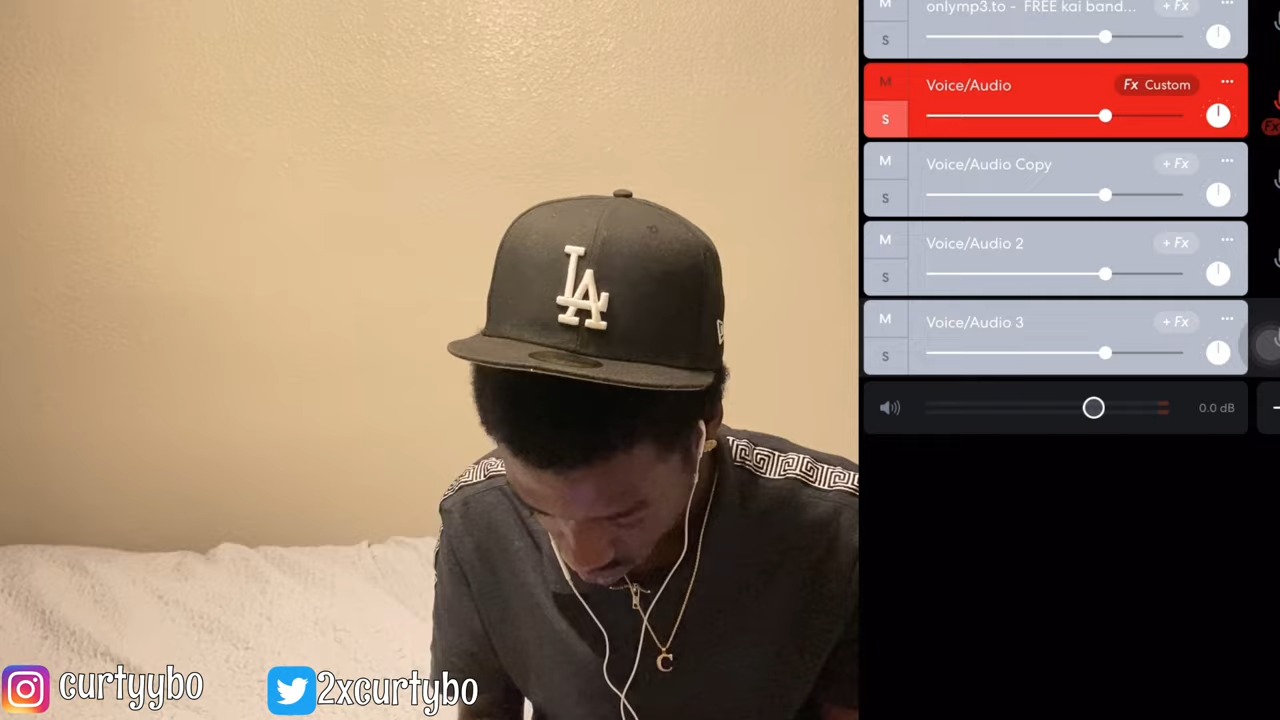 onlymp3.to - FREE kai band...
+ Fx
M
S
Voice/Audio
Fx Custom
M
S
Voice/Audio Copy
+ Fx
M
S
Voice/Audio 2
+ Fx
M
S
Voice/Audio 3
+ Fx
M
S
0.0 dB
LA
C
curtyybo
2xcurtybo